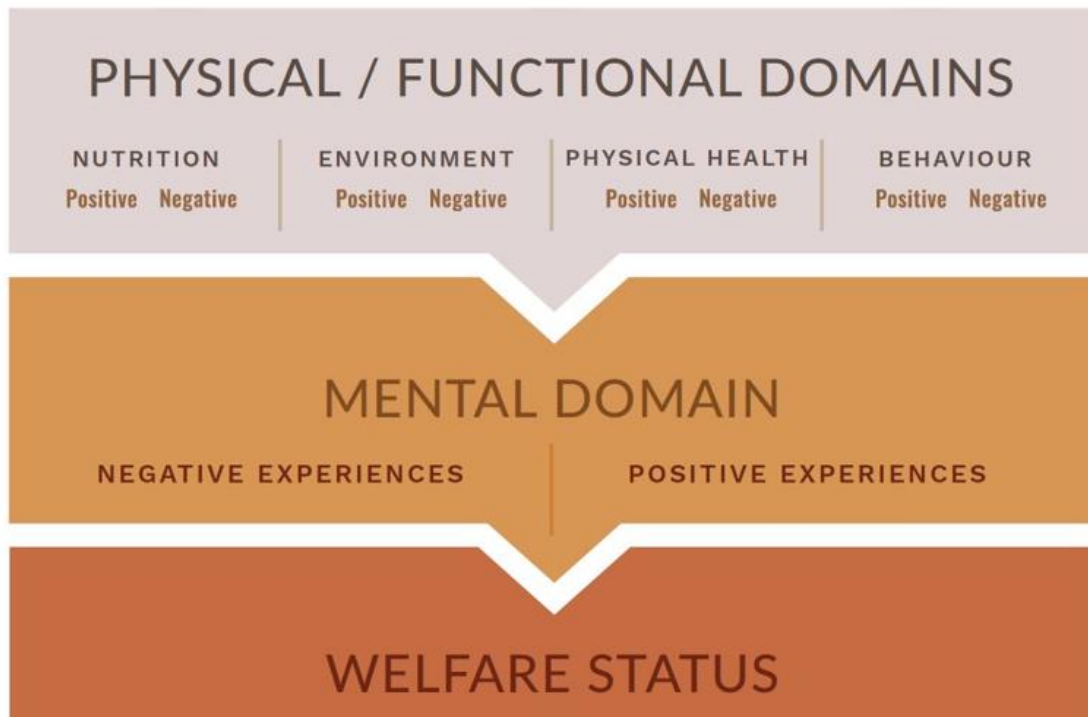 PHYSICAL / FUNCTIONAL DOMAINS
NUTRITION ENVIRONMENT PHYSICAL HEALTH BEHAVIOUR
Positive Negative Positive Negative Positive Negative Positive Negative
MENTAL DOMAIN
NEGATIVE EXPERIENCES POSITIVE EXPERIENCES
WELFARE STATUS